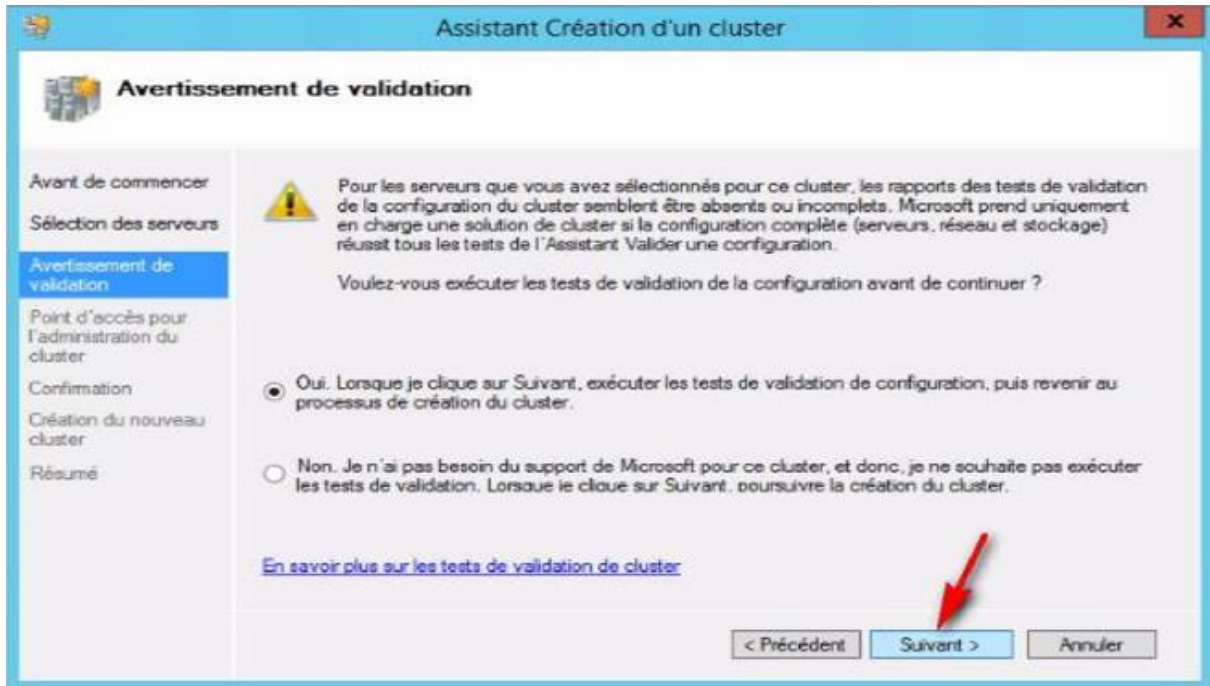 Assistant Création d'un cluster
x
Avertissement de validation
Avant de commencer
Sélection des serveurs
Avertissement de
validation
Point d'accès pour
l'administration du
cluster
Confirmation
Création du nouveau
cluster
Résumé
Pour les serveurs que vous avez sélectionnés pour ce cluster, les rapports des tests de validation
de la configuration du cluster semblent être absents ou incomplets. Microsoft prend uniquement
en charge une solution de cluster si la configuration complète (serveurs, réseau et stockage)
réussit tous les tests de l'Assistant Valider une configuration.
Voulez-vous exécuter les tests de validation de la configuration avant de continuer ?
Oui. Lorsque je clique sur Suivant, exécuter les tests de validation de configuration, puis revenir au
processus de création du cluster.
Non. Je n'ai pas besoin du support de Microsoft pour ce cluster, et donc, je ne souhaite pas exécuter
les tests de validation. Lorsque je clique sur Suivant, poursuivre la création du cluster.
En savoir plus sur les tests de validation de cluster
< Précédent
Suivant >
Annuler